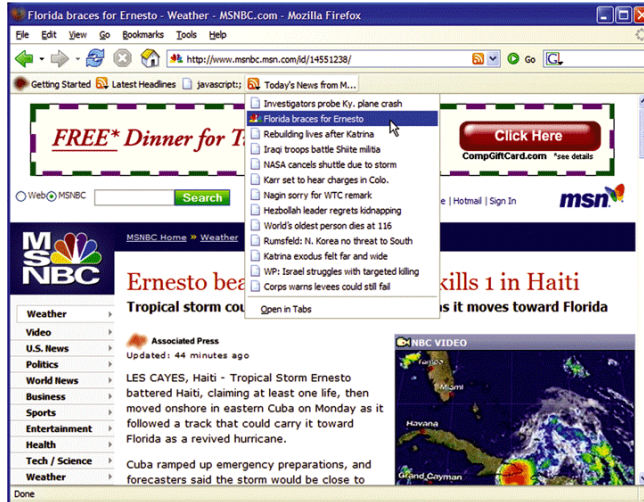 Florida braces for Ernesto - Weather - MSNBC.com - Mozilla Firefox
File Edit View Go Bookmarks Tools Help
http://www.msnbc.msn.com/id/14551238/
Go
G
Getting Started Latest Headlines javascript:; Today's News from M...
Investigators probe Ky. plane crash
Florida braces for Ernesto
Rebuilding lives after Katrina
Iraqi troops battle Shiite militia
NASA cancels shuttle due to storm
Karr set to hear charges in Colo.
Nagin sorry for WTC remark
Hezbollah leader regrets kidnapping
World's oldest person dies at 116
Rumsfeld: N. Korea no threat to South
Katrina exodus felt far and wide
WP: Israel struggles with targeted killing
Corps warns levees could still fail
Open in Tabs
FREE* Dinner for T
Click Here
CompGiftCard.com *see details
Web MSNBC Search
e | Hotmail | Sign In
msn
MSNBC
MSNBC Home » Weather
Ernesto bea kills 1 in Haiti
Tropical storm cou as it moves toward Florida
Weather
Video
U.S. News
Politics
World News
Business
Sports
Entertainment
Health
Tech / Science
Weather
Associated Press
Updated: 44 minutes ago
LES CAYES, Haiti - Tropical Storm Ernesto
battered Haiti, claiming at least one life, then
moved onshore in eastern Cuba on Monday as it
followed a track that could carry it toward
Florida as a revived hurricane.
Cuba ramped up emergency preparations, and
forecasters said the storm would be close to
NBC VIDEO
Tampa
Miami
Havana
Grand Cayman
Done